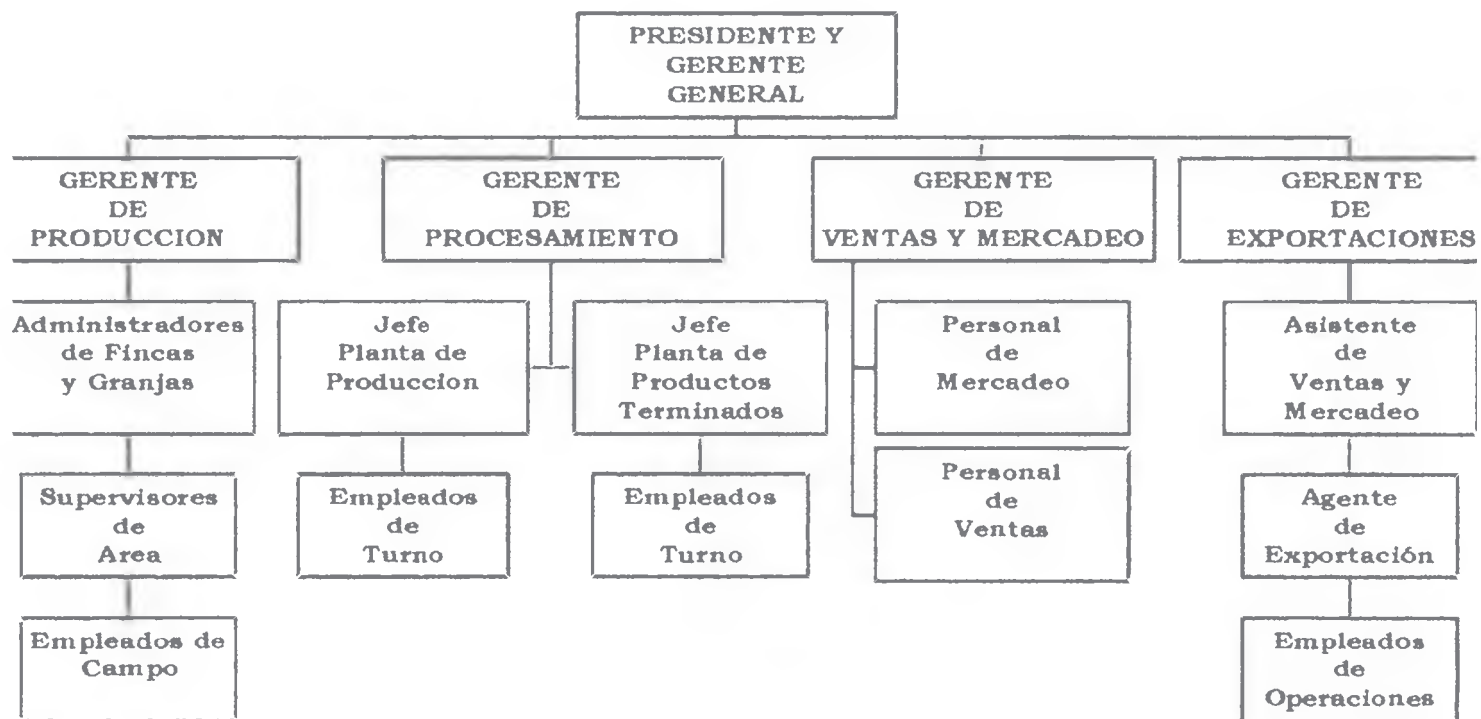 PRESIDENTE Y
GERENTE
GENERAL
GERENTE
DE
PRODUCCION
GERENTE
DE
PROCESAMIENTO
GERENTE
DE
VENTAS Y MERCADEO
GERENTE
DE
EXPORTACIONES
Administradores
de Fincas
y Granjas
Jefe
Planta de
Produccion
Jefe
Planta de
Productos
Terminados
Personal
de
Mercadeo
Asistente
de
Ventas y
Mercadeo
Supervisores
de
Area
Empleados
de
Turno
Empleados
de
Turno
Personal
de
Ventas
Agente
de
Exportación
Empleados de
Campo
Empleados
de
Operaciones